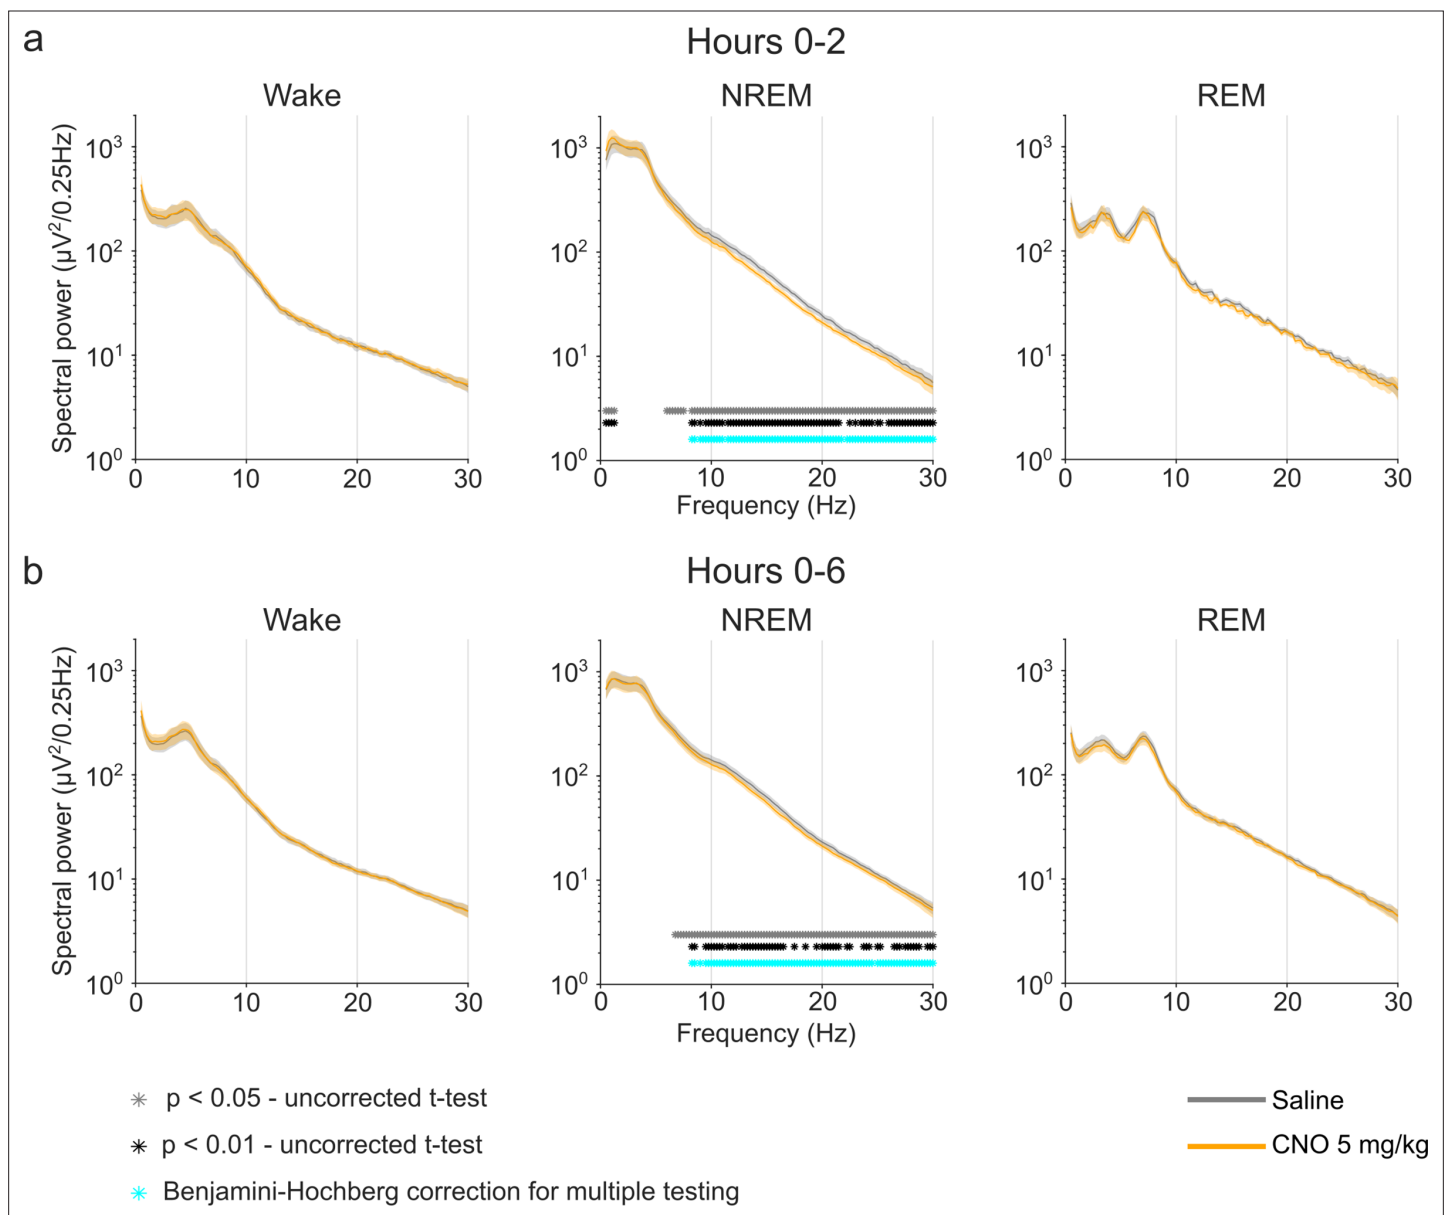 a
Hours 0-2
Wake
NREM
REM
Spectral power (µV²/0.25Hz)
10³
10²
10¹
10⁰
0 10 20 30
10³
10²
10¹
10⁰
0 10 20 30
Frequency (Hz)
10³
10²
10¹
10⁰
0 10 20 30
b
Hours 0-6
Wake
NREM
REM
Spectral power (µV²/0.25Hz)
10³
10²
10¹
10⁰
0 10 20 30
10³
10²
10¹
10⁰
0 10 20 30
Frequency (Hz)
10³
10²
10¹
10⁰
0 10 20 30
p < 0.05 - uncorrected t-test
p < 0.01 - uncorrected t-test
Benjamini-Hochberg correction for multiple testing
Saline
CNO 5 mg/kg